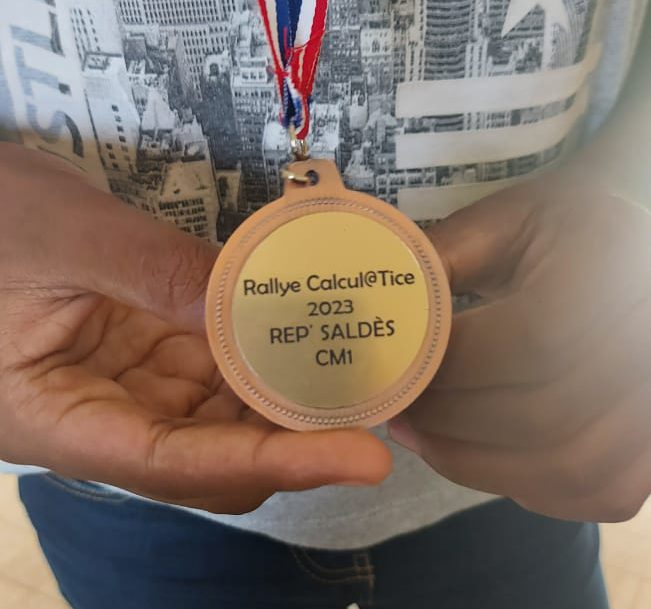 Rallye Calcul@Tice
2023
REP' SALDÈS
CM1